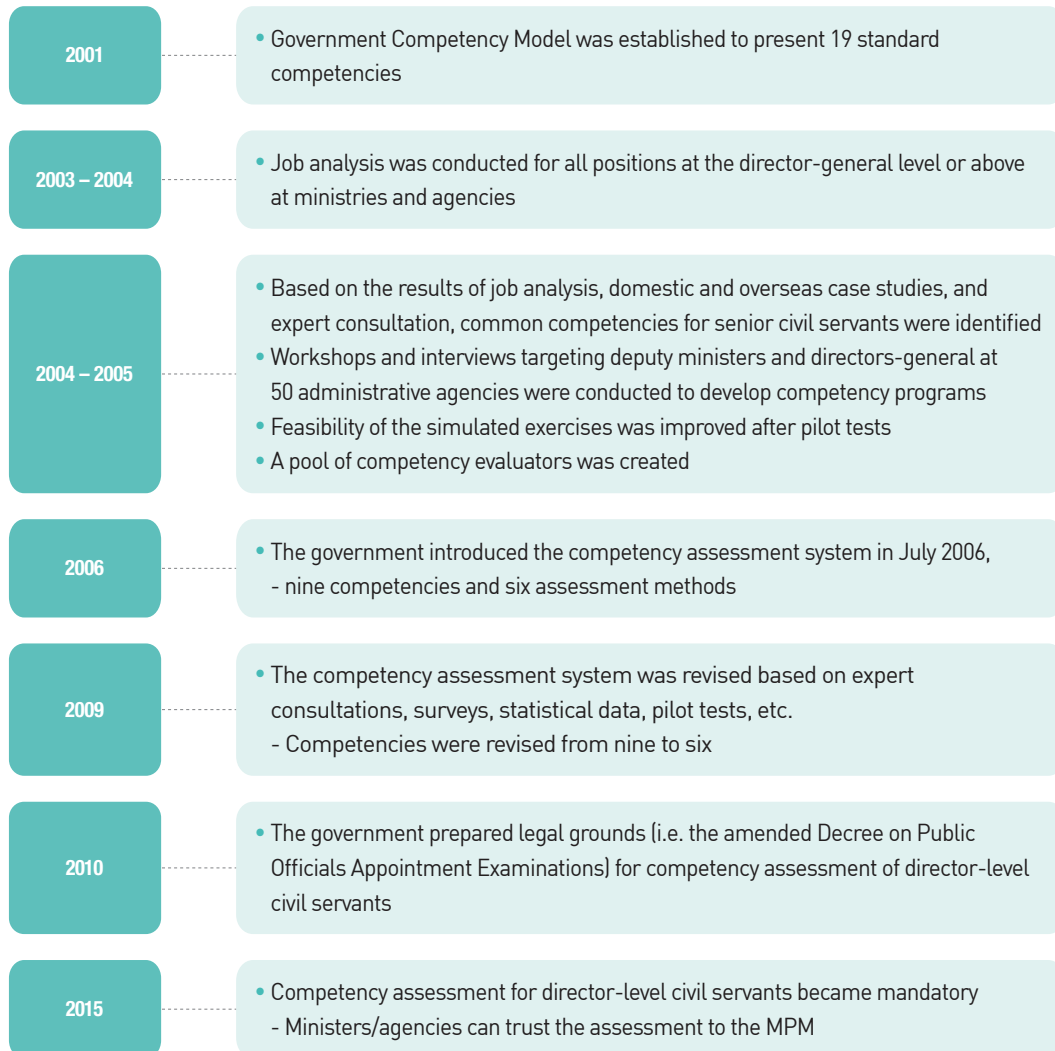 2001
• Government Competency Model was established to present 19 standard
competencies
2003 – 2004
• Job analysis was conducted for all positions at the director-general level or above
at ministries and agencies
2004 – 2005
• Based on the results of job analysis, domestic and overseas case studies, and
expert consultation, common competencies for senior civil servants were identified
• Workshops and interviews targeting deputy ministers and directors-general at
50 administrative agencies were conducted to develop competency programs
• Feasibility of the simulated exercises was improved after pilot tests
• A pool of competency evaluators was created
2006
• The government introduced the competency assessment system in July 2006,
- nine competencies and six assessment methods
2009
• The competency assessment system was revised based on expert
consultations, surveys, statistical data, pilot tests, etc.
- Competencies were revised from nine to six
2010
• The government prepared legal grounds (i.e. the amended Decree on Public
Officials Appointment Examinations) for competency assessment of director-level
civil servants
2015
• Competency assessment for director-level civil servants became mandatory
- Ministers/agencies can trust the assessment to the MPM